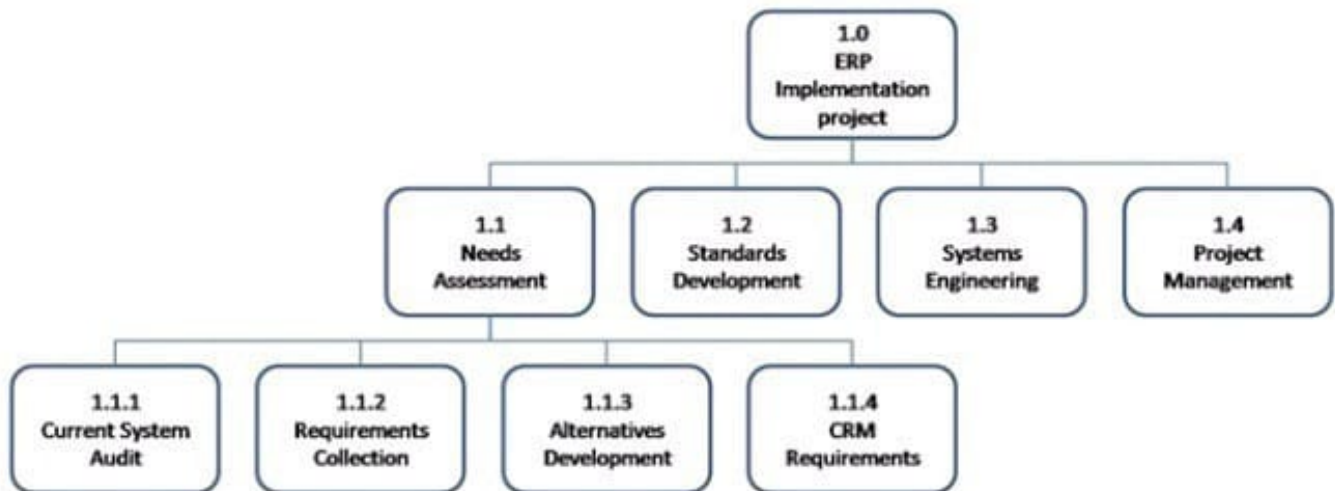 1.0
ERP
Implementation
project
1.1
Needs
Assessment
1.2
Standards
Development
1.3
Systems
Engineering
1.4
Project
Management
1.1.1
Current System
Audit
1.1.2
Requirements
Collection
1.1.3
Alternatives
Development
1.1.4
CRM
Requirements